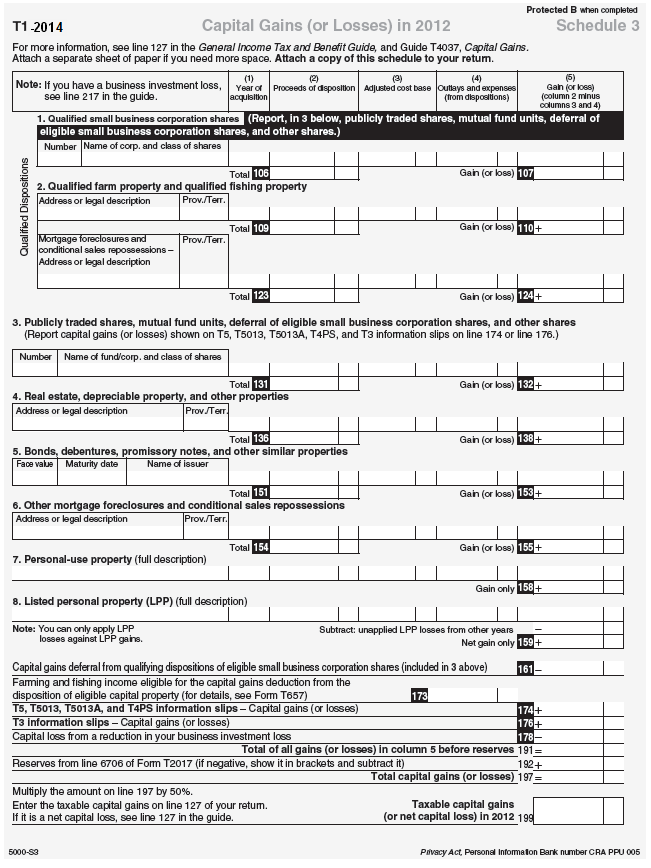 Protected B when completed
T1-2014 Capital Gains (or Losses) in 2012 Schedule 3
For more information, see line 127 in the General Income Tax and Benefit Guide, and Guide T4037, Capital Gains.
Attach a separate sheet of paper if you need more space. Attach a copy of this schedule to your return.
Note: If you have a business investment loss, see line 217 in the guide.
(1) Year of acquisition
(2) Proceeds of disposition
(3) Adjusted cost base
(4) Outlays and expenses (from dispositions)
(5) Gain (or loss) (column 2 minus columns 3 and 4)
Qualified Dispositions
1. Qualified small business corporation shares (Report, in 3 below, publicly traded shares, mutual fund units, deferral of
eligible small business corporation shares, and other shares.)
Number Name of corp. and class of shares
Total 106 Gain (or loss) 107
2. Qualified farm property and qualified fishing property
Address or legal description Prov./Terr.
Total 109 Gain (or loss) 110 +
Mortgage foreclosures and Prov./Terr.
conditional sales repossessions –
Address or legal description
Total 123 Gain (or loss) 124 +
3. Publicly traded shares, mutual fund units, deferral of eligible small business corporation shares, and other shares
(Report capital gains (or losses) shown on T5, T5013, T5013A, T4PS, and T3 information slips on line 174 or line 176.)
Number Name of fund/corp. and class of shares
Total 131 Gain (or loss) 132 +
4. Real estate, depreciable property, and other properties
Address or legal description Prov./Terr.
Total 136 Gain (or loss) 138 +
5. Bonds, debentures, promissory notes, and other similar properties
Face value Maturity date Name of issuer
Total 151 Gain (or loss) 153 +
6. Other mortgage foreclosures and conditional sales repossessions
Address or legal description Prov./Terr.
Total 154 Gain (or loss) 155 +
7. Personal-use property (full description)
Gain only 158 +
8. Listed personal property (LPP) (full description)
Note: You can only apply LPP Subtract: unapplied LPP losses from other years –
losses against LPP gains. Net gain only 159 +
Capital gains deferral from qualifying dispositions of eligible small business corporation shares (included in 3 above) 161 –
Farming and fishing income eligible for the capital gains deduction from the
disposition of eligible capital property (for details, see Form T657) 173
T5, T5013, T5013A, and T4PS information slips – Capital gains (or losses) 174 +
T3 information slips – Capital gains (or losses) 176 +
Capital loss from a reduction in your business investment loss 178 –
Total of all gains (or losses) in column 5 before reserves 191 =
Reserves from line 6706 of Form T2017 (if negative, show it in brackets and subtract it) 192 +
Total capital gains (or losses) 197 =
Multiply the amount on line 197 by 50%.
Enter the taxable capital gains on line 127 of your return. Taxable capital gains
If it is a net capital loss, see line 127 in the guide. (or net capital loss) in 2012 199
5000-S3 Privacy Act, Personal Information Bank number CRA PPU 005